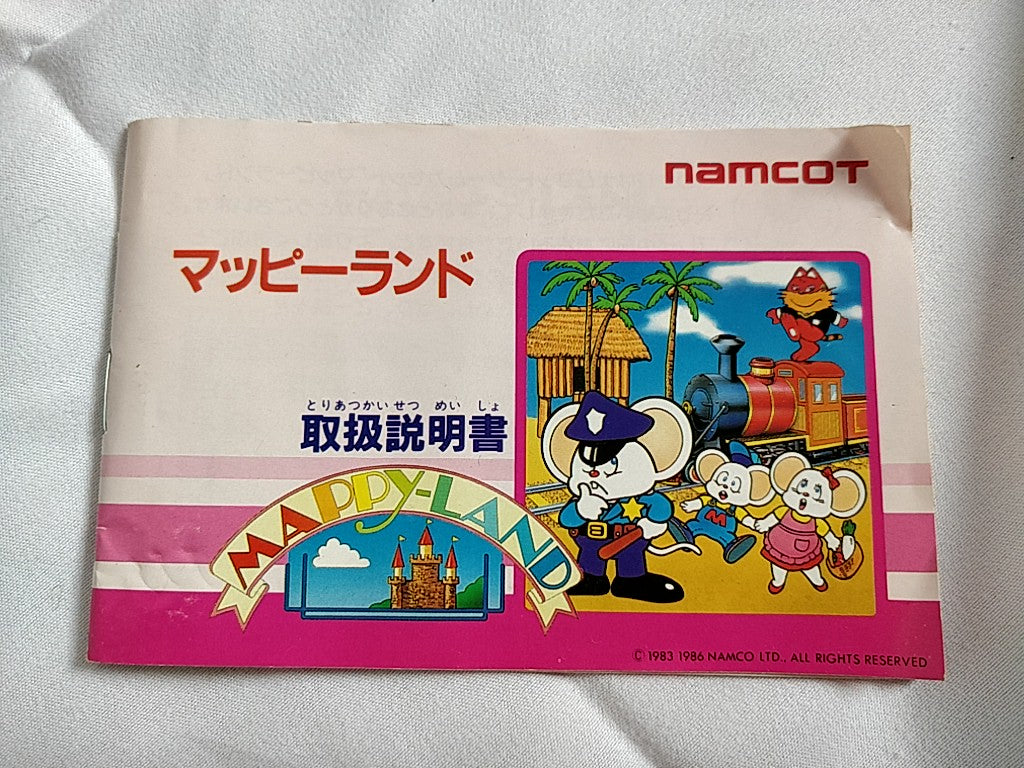 namcot
マッピーランド
とりあつかいせつ めい しょ
取扱説明書
MAPPY-LAND
M
© 1983 1986 NAMCO LTD., ALL RIGHTS RESERVED